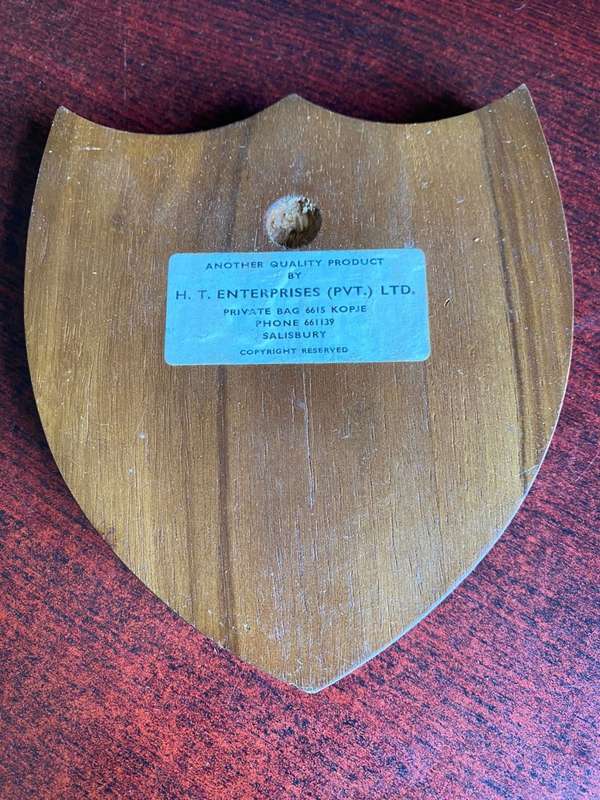 ANOTHER QUALITY PRODUCT
BY
H. T. ENTERPRISES (PVT.) LTD.
PRIVATE BAG 6615 KOPJE
PHONE 661139
SALISBURY
COPYRIGHT RESERVED